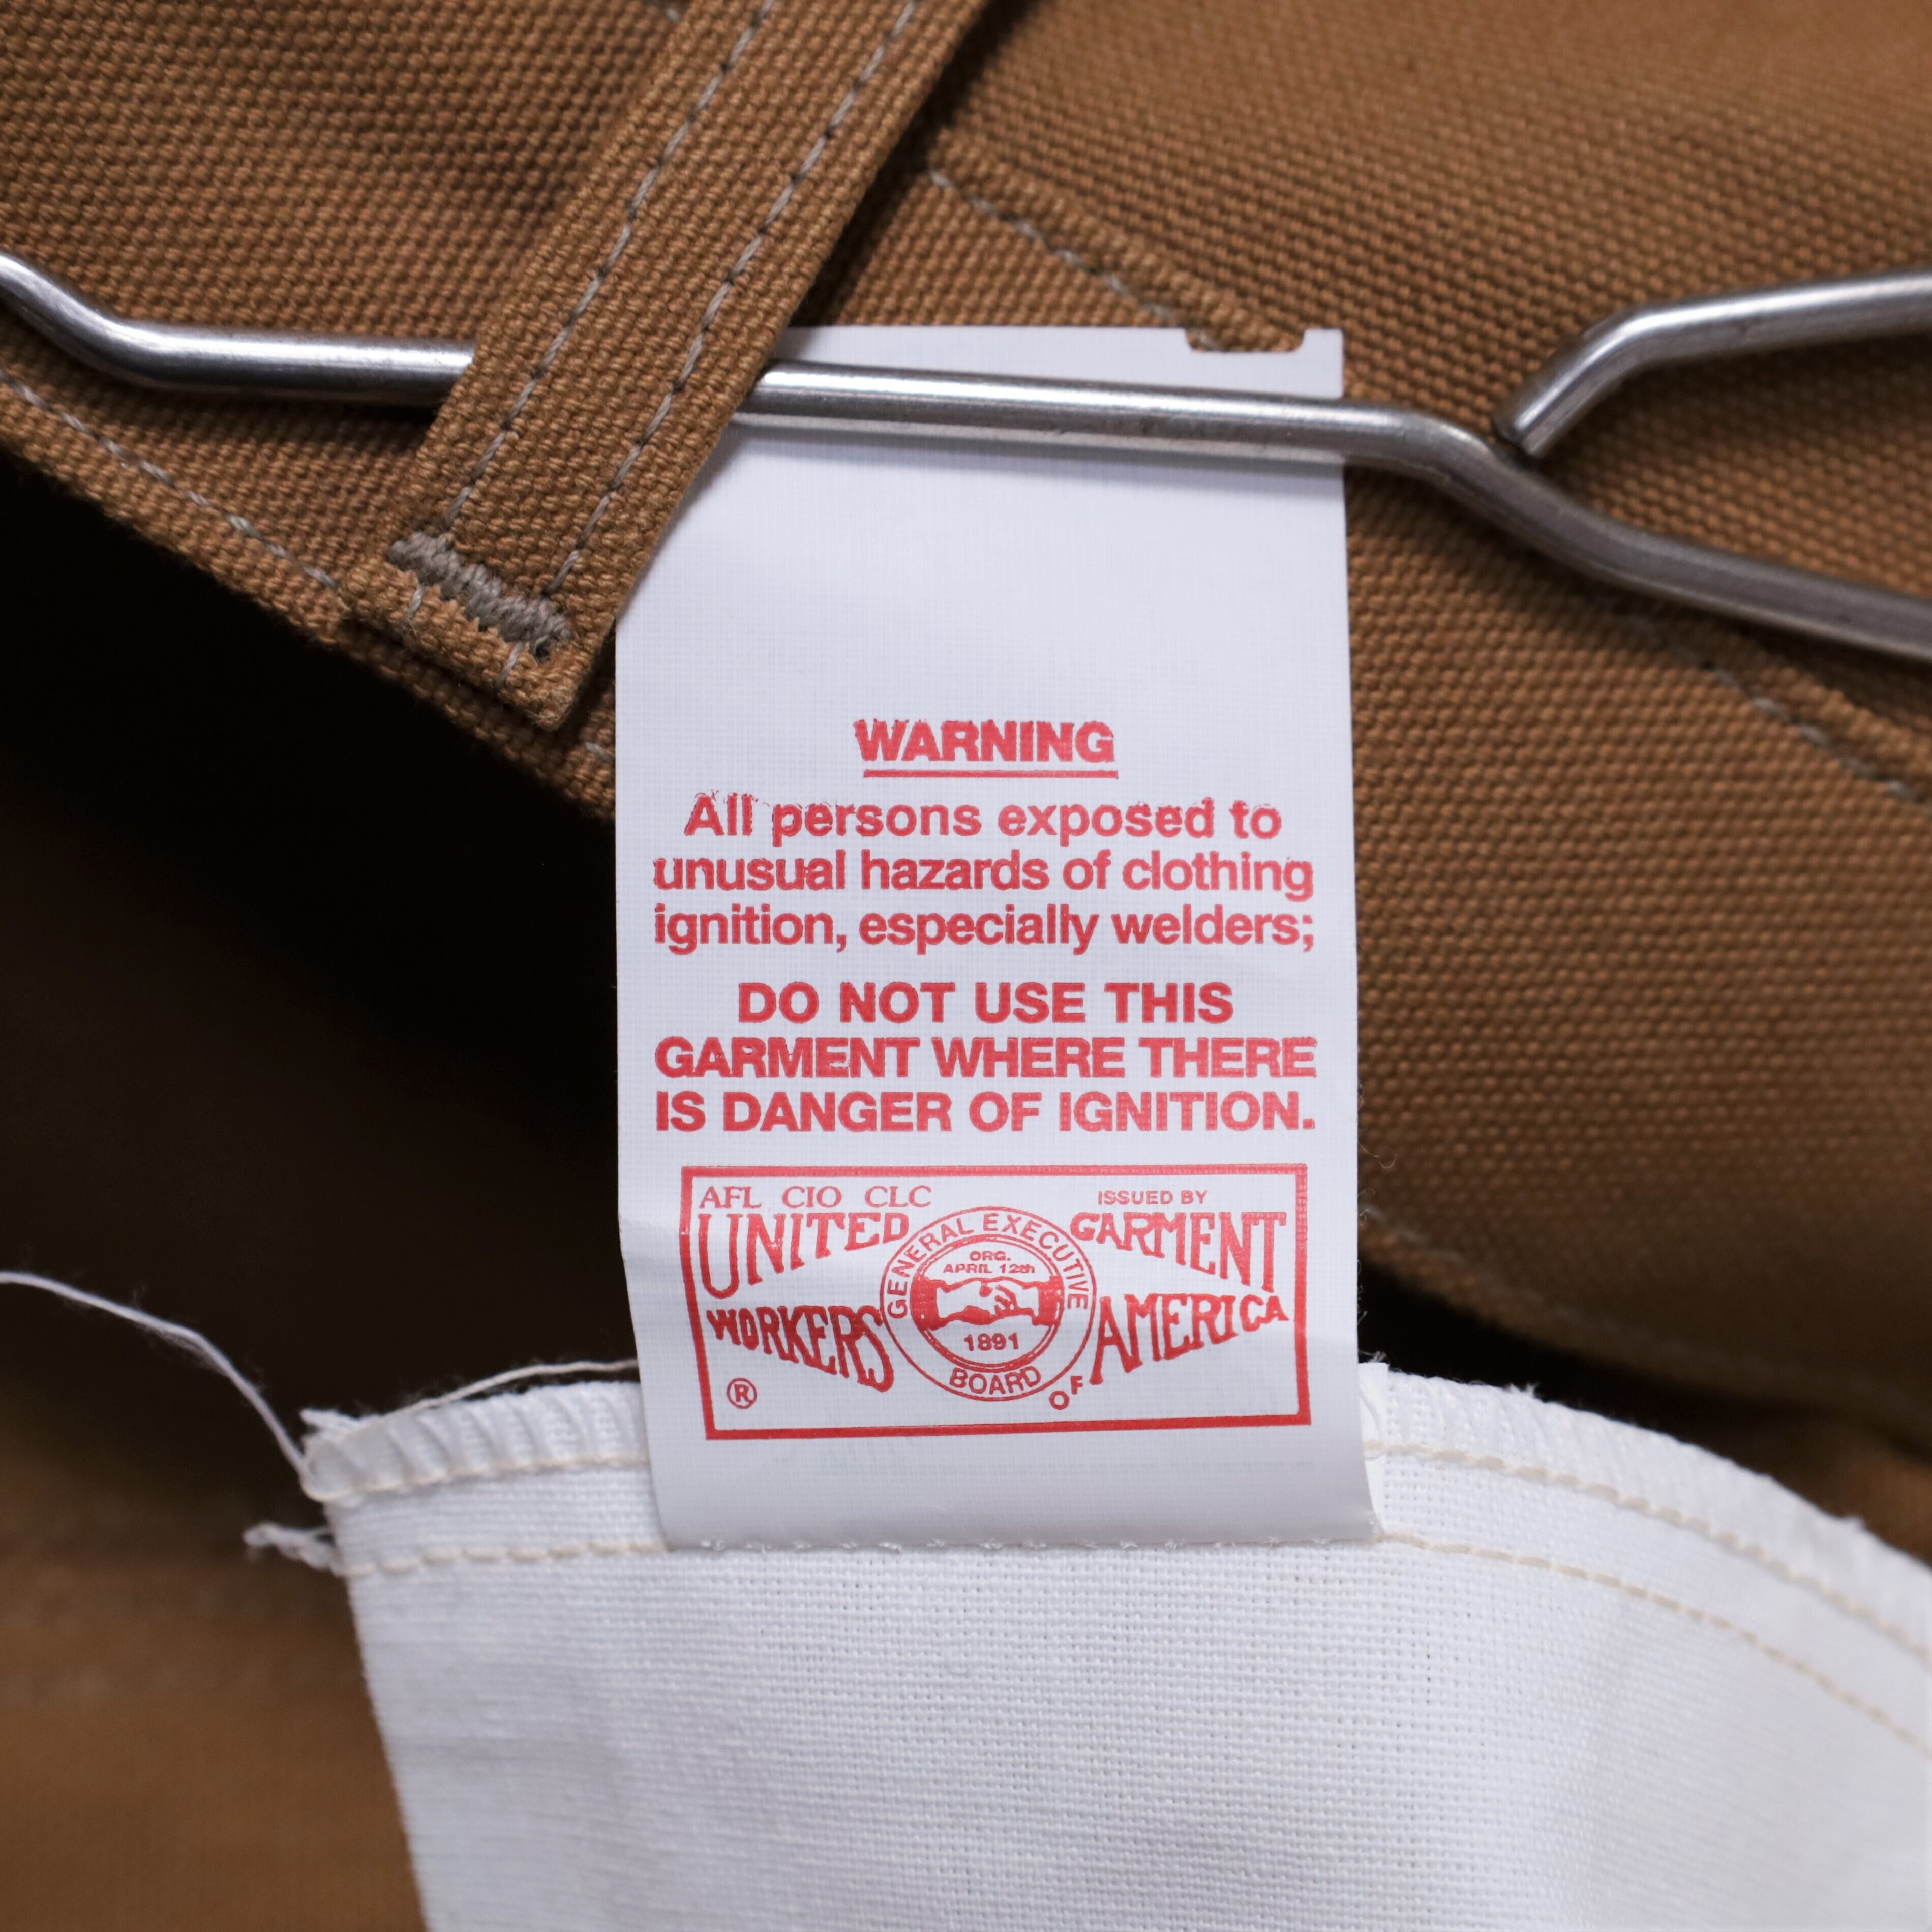 WARNING
All persons exposed to
unusual hazards of clothing
ignition, especially welders;
DO NOT USE THIS
GARMENT WHERE THERE
IS DANGER OF IGNITION.
AFL CIO CLC
ISSUED BY
UNITED GARMENT
WORKERS OF AMERICA
GENERAL EXECUTIVE
BOARD
ORG.
APRIL 12th
1891
®